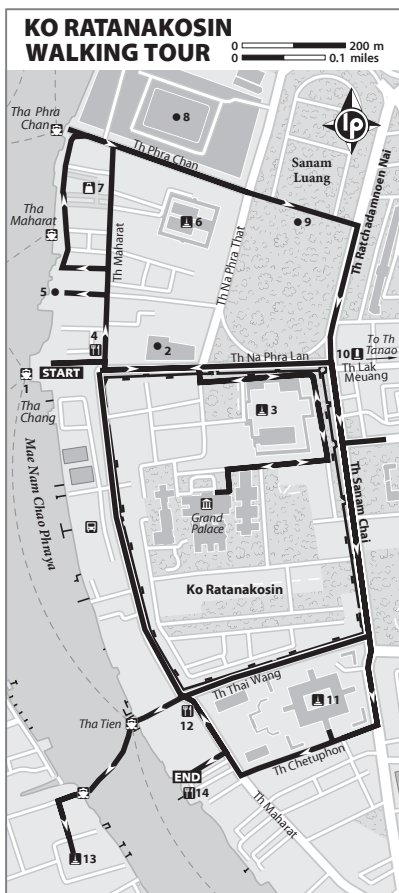 KO RATANAKOSIN
WALKING TOUR
0 200 m
0 0.1 miles
Tha Phra
Chan
8
Th Phra Chan
lp
Sanam
Luang
7
Tha
Maharat
6
9
Th Maharat
Th Na Phra That
Th Ratchadamnoen Nai
5
4
2
Th Na Phra Lan
10
To Th
Tanao
Th Lak
Meuang
START
1
Tha
Chang
3
Mae Nam Chao Phraya
Grand
Palace
Th Sanam Chai
Ko Ratanakosin
Th Thai Wang
11
Tha Tien
12
Th Chetuphon
END
14
Th Maharat
13